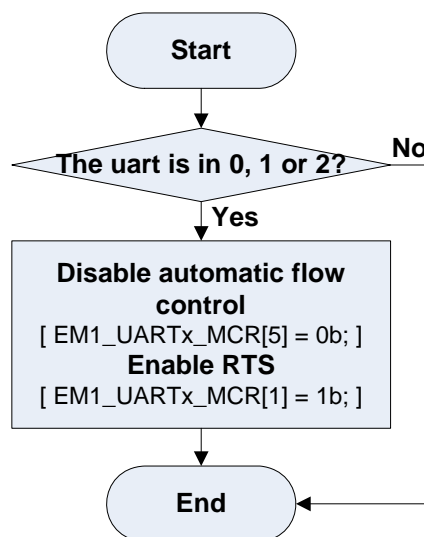 Start
The uart is in 0, 1 or 2?
No
Yes
Disable automatic flow
control
[ EM1_UARTx_MCR[5] = 0b; ]
Enable RTS
[ EM1_UARTx_MCR[1] = 1b; ]
End